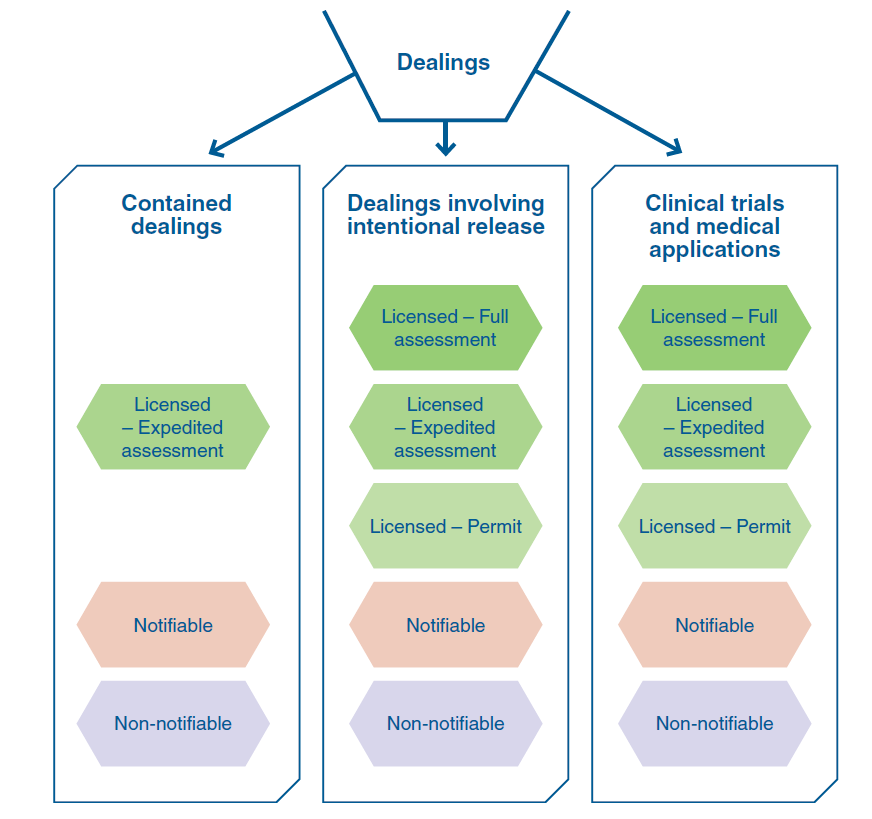 Dealings
Contained
dealings
Licensed
– Expedited
assessment
Notifiable
Non-notifiable
Dealings involving
intentional release
Licensed – Full
assessment
Licensed
– Expedited
assessment
Licensed – Permit
Notifiable
Non-notifiable
Clinical trials
and medical
applications
Licensed – Full
assessment
Licensed
– Expedited
assessment
Licensed – Permit
Notifiable
Non-notifiable